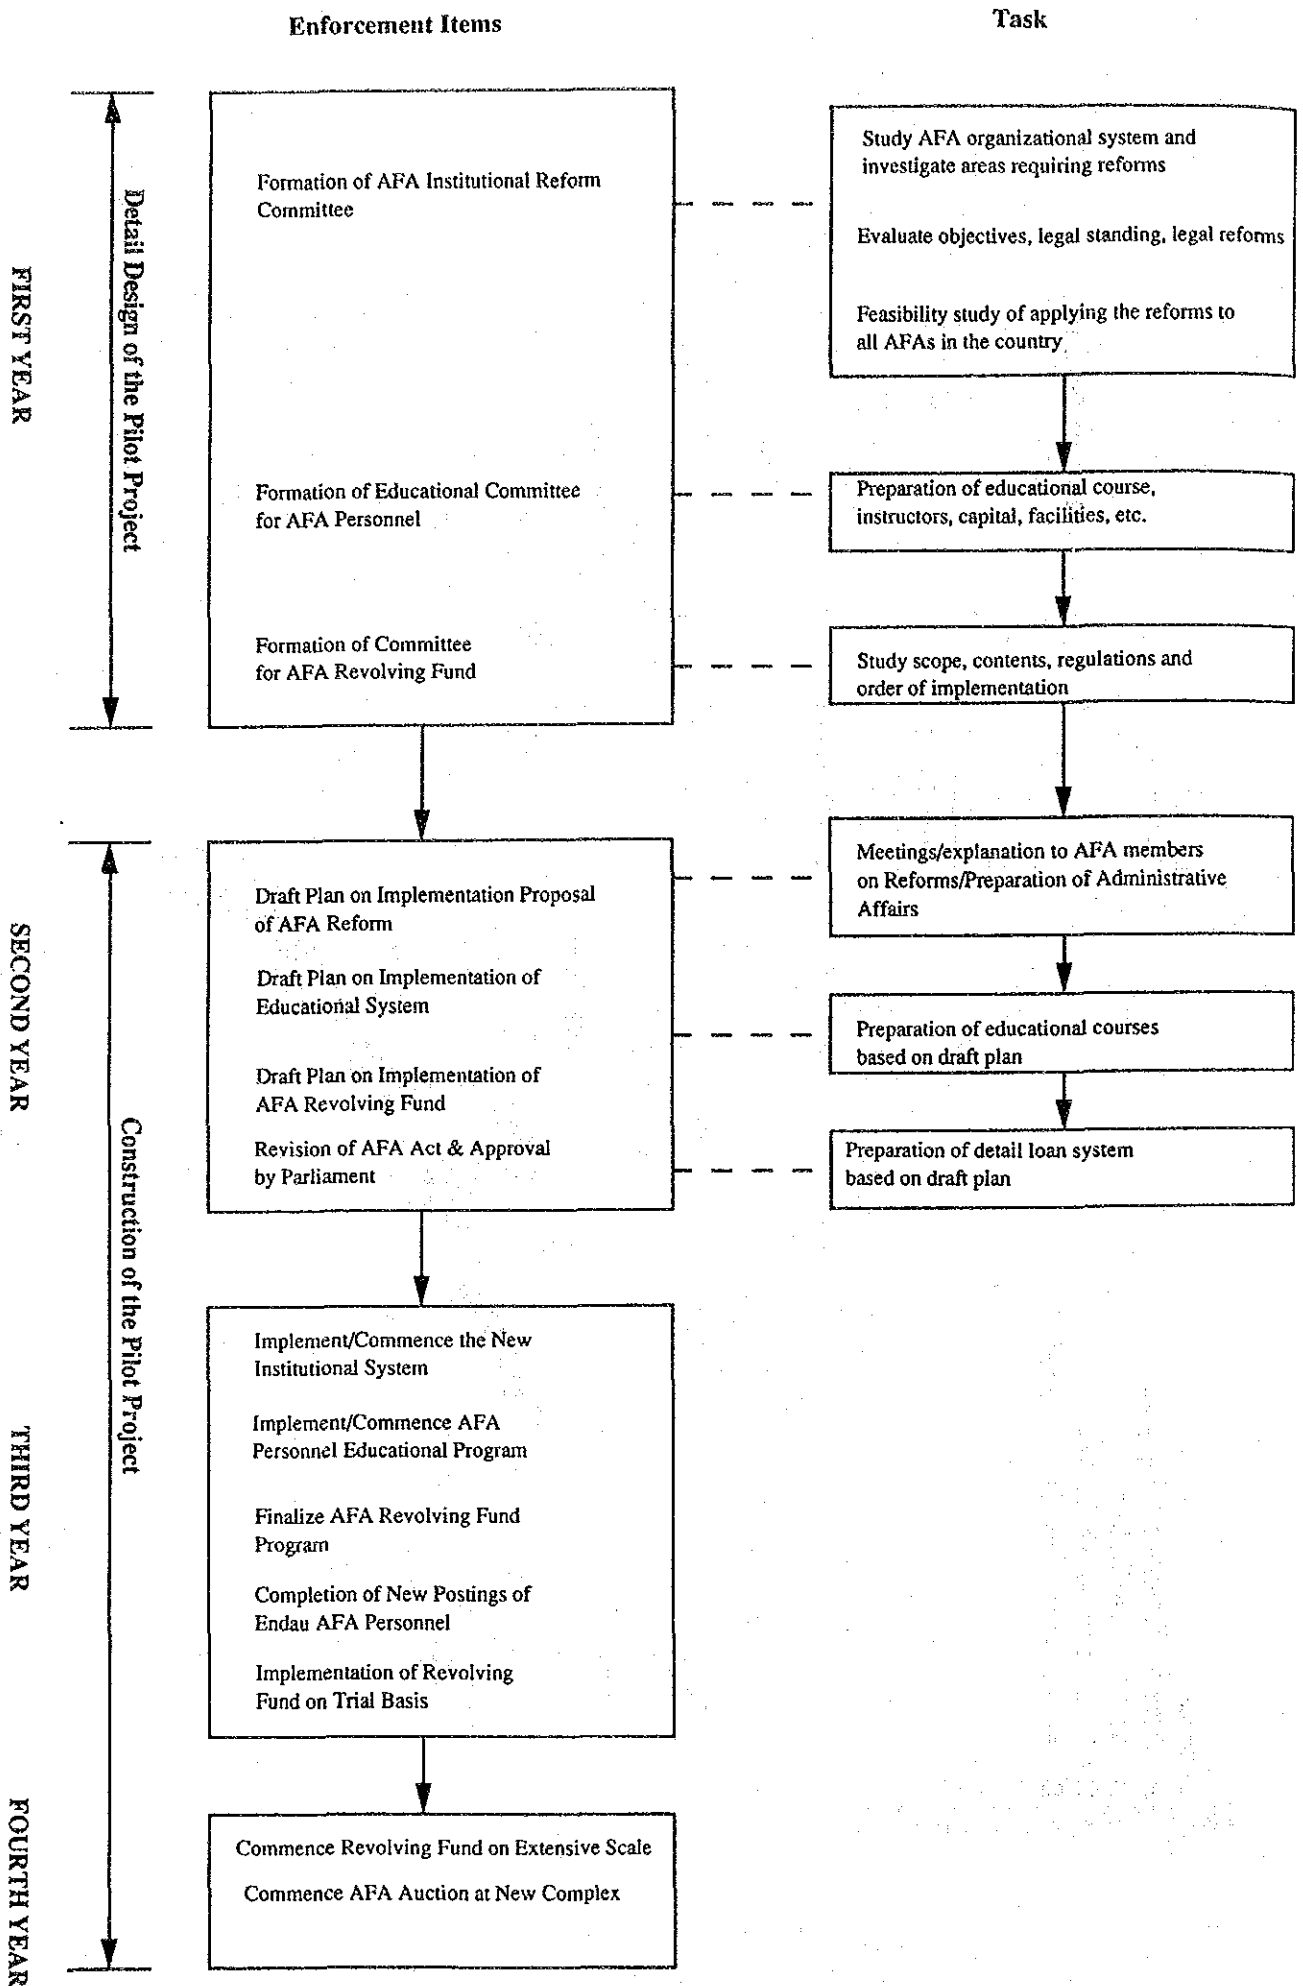 Enforcement Items
Task
FIRST YEAR
Detail Design of the Pilot Project
Formation of AFA Institutional Reform
Committee
Study AFA organizational system and
investigate areas requiring reforms
Evaluate objectives, legal standing, legal reforms
Feasibility study of applying the reforms to
all AFAs in the country
Formation of Educational Committee
for AFA Personnel
Preparation of educational course,
instructors, capital, facilities, etc.
Formation of Committee
for AFA Revolving Fund
Study scope, contents, regulations and
order of implementation
SECOND YEAR
Construction of the Pilot Project
Draft Plan on Implementation Proposal
of AFA Reform
Meetings/explanation to AFA members
on Reforms/Preparation of Administrative
Affairs
Draft Plan on Implementation of
Educational System
Preparation of educational courses
based on draft plan
Draft Plan on Implementation of
AFA Revolving Fund
Revision of AFA Act & Approval
by Parliament
Preparation of detail loan system
based on draft plan
THIRD YEAR
Implement/Commence the New
Institutional System
Implement/Commence AFA
Personnel Educational Program
Finalize AFA Revolving Fund
Program
Completion of New Postings of
Endau AFA Personnel
Implementation of Revolving
Fund on Trial Basis
FOURTH YEAR
Commence Revolving Fund on Extensive Scale
Commence AFA Auction at New Complex